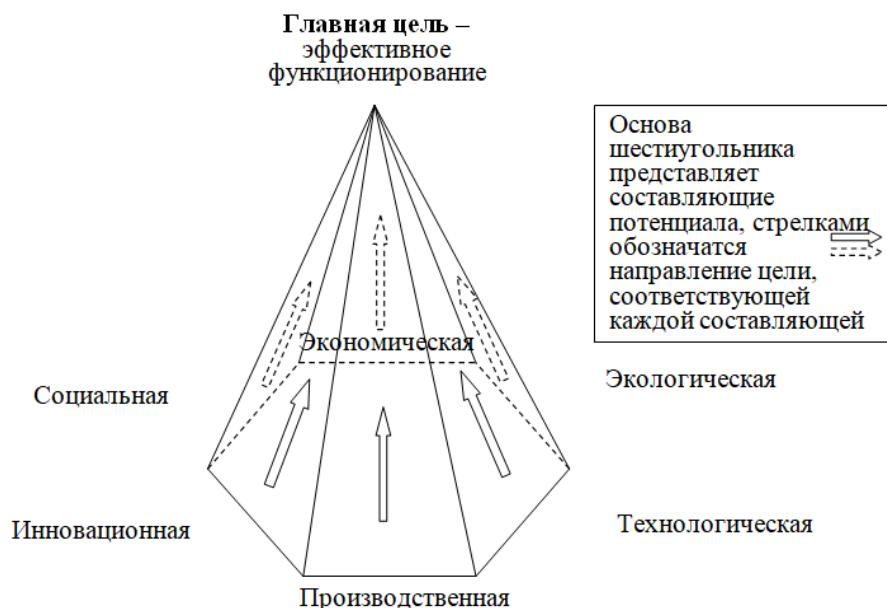 Главная цель –
эффективное
функционирование
Основа
шестиугольника
представляет
составляющие
потенциала, стрелками
обозначатся
направление цели,
соответствующей
каждой составляющей
Экономическая
Социальная
Экологическая
Инновационная
Технологическая
Производственная